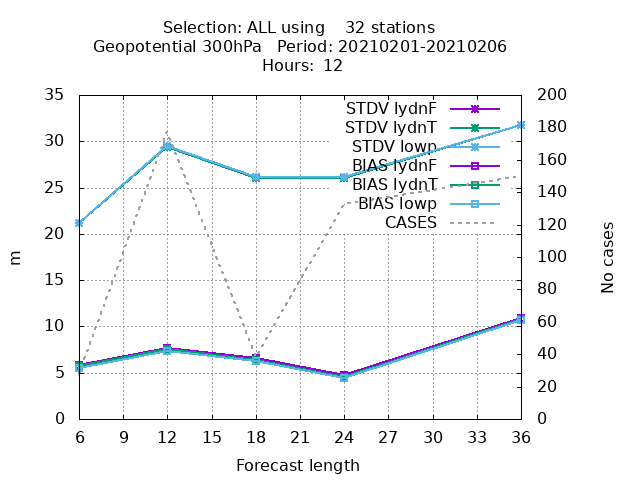 Selection: ALL using    32 stations
Geopotential 300hPa   Period: 20210201-20210206
Hours: 12
35
30
25
20
15
10
5
0
m
200
180
160
140
120
100
80
60
40
20
0
No cases
STDV lydnF
STDV lydnT
STDV lowp
BIAS lydnF
BIAS lydnT
BIAS lowp
CASES
6 9 12 15 18 21 24 27 30 33 36
Forecast length